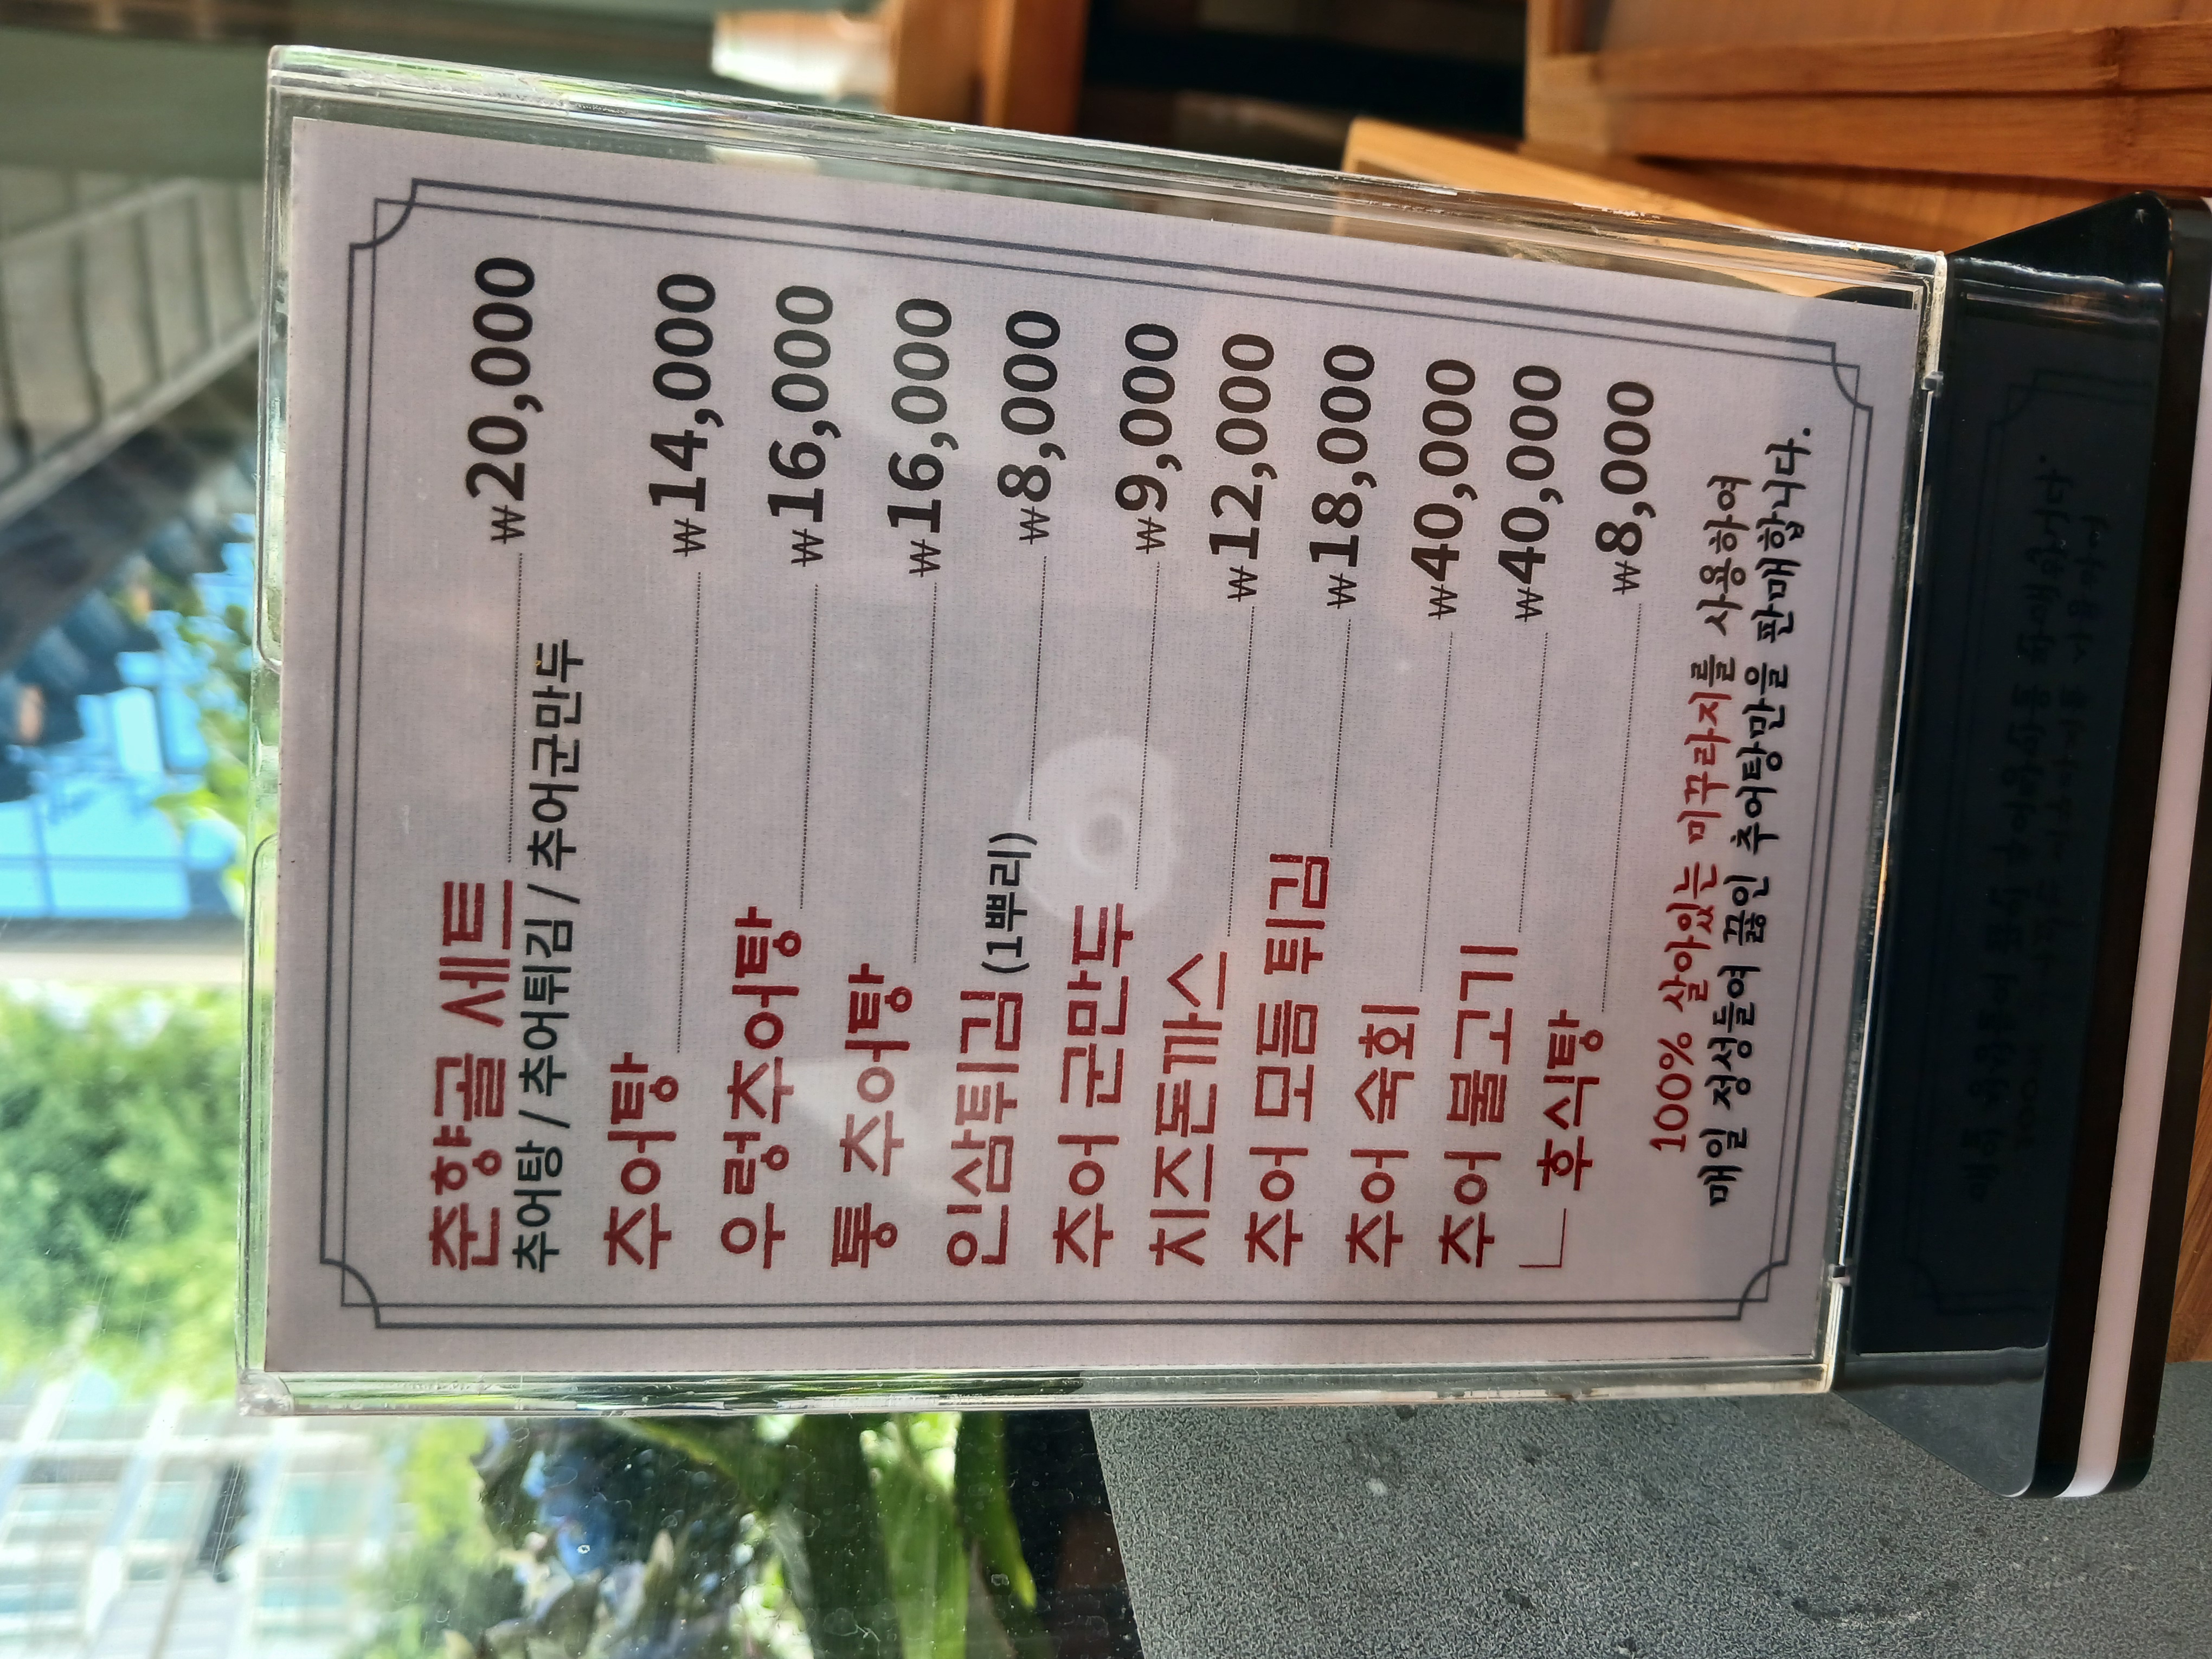 춘향골 세트 ₩20,000
추어탕 / 추어튀김 / 추어군만두
추어탕 ₩14,000
우렁추어탕 ₩16,000
통 추어탕 ₩16,000
인삼튀김 (1뿌리) ₩8,000
추어 군만두 ₩9,000
치즈돈까스 ₩12,000
추어 모듬 튀김 ₩18,000
추어 숙회 ₩40,000
추어 불고기 ₩40,000
ㄴ 후식탕 ₩8,000
100% 살아있는 미꾸라지를 사용하여
매일 정성들여 끓인 추어탕만을 판매합니다.